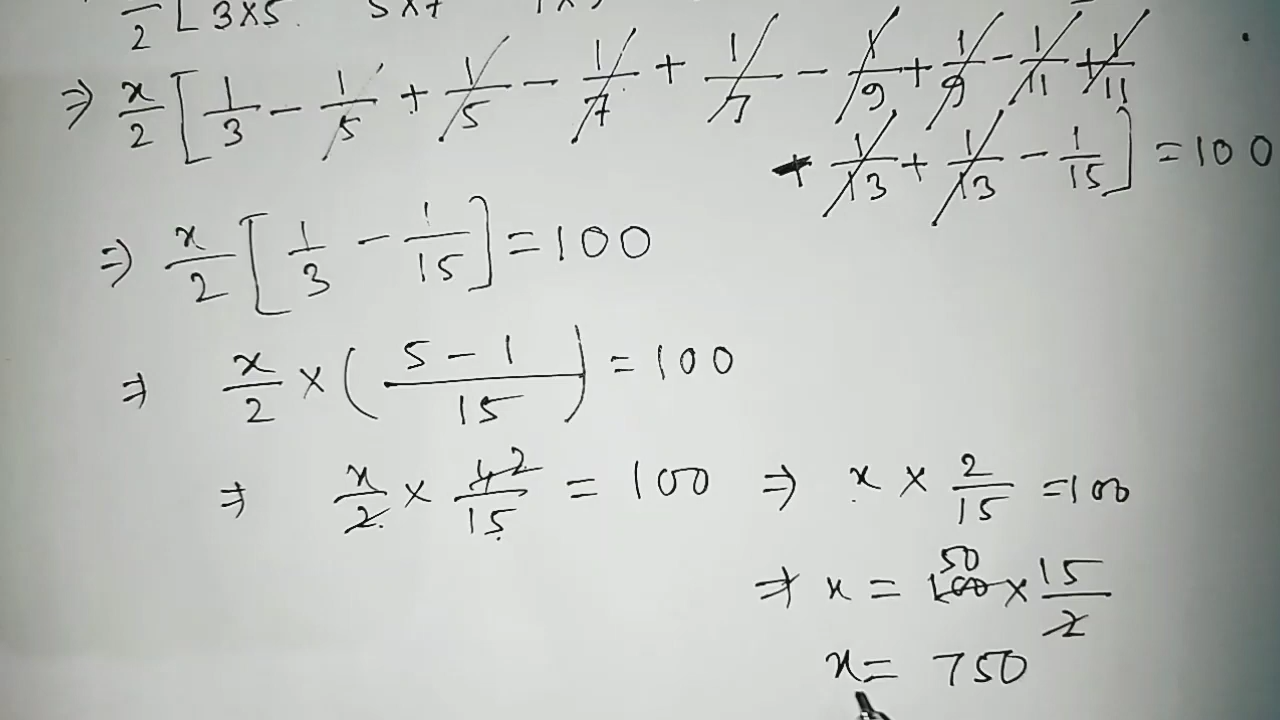 /2 [ 3×5 5×7
⇒ x/2 [ 1/3 - 1/5 + 1/5 - 1/7 + 1/7 - 1/9 + 1/9 - 1/11 + 1/11
+ 1/13 + 1/13 - 1/15 ] = 100
⇒ x/2 [ 1/3 - 1/15 ] = 100
⇒ x/2 × ( 5 - 1 / 15 ) = 100
⇒ x/2 × 4 2/15 = 100 ⇒ x × 2/15 = 100
⇒ x = 50 100 × 15/2
x = 750